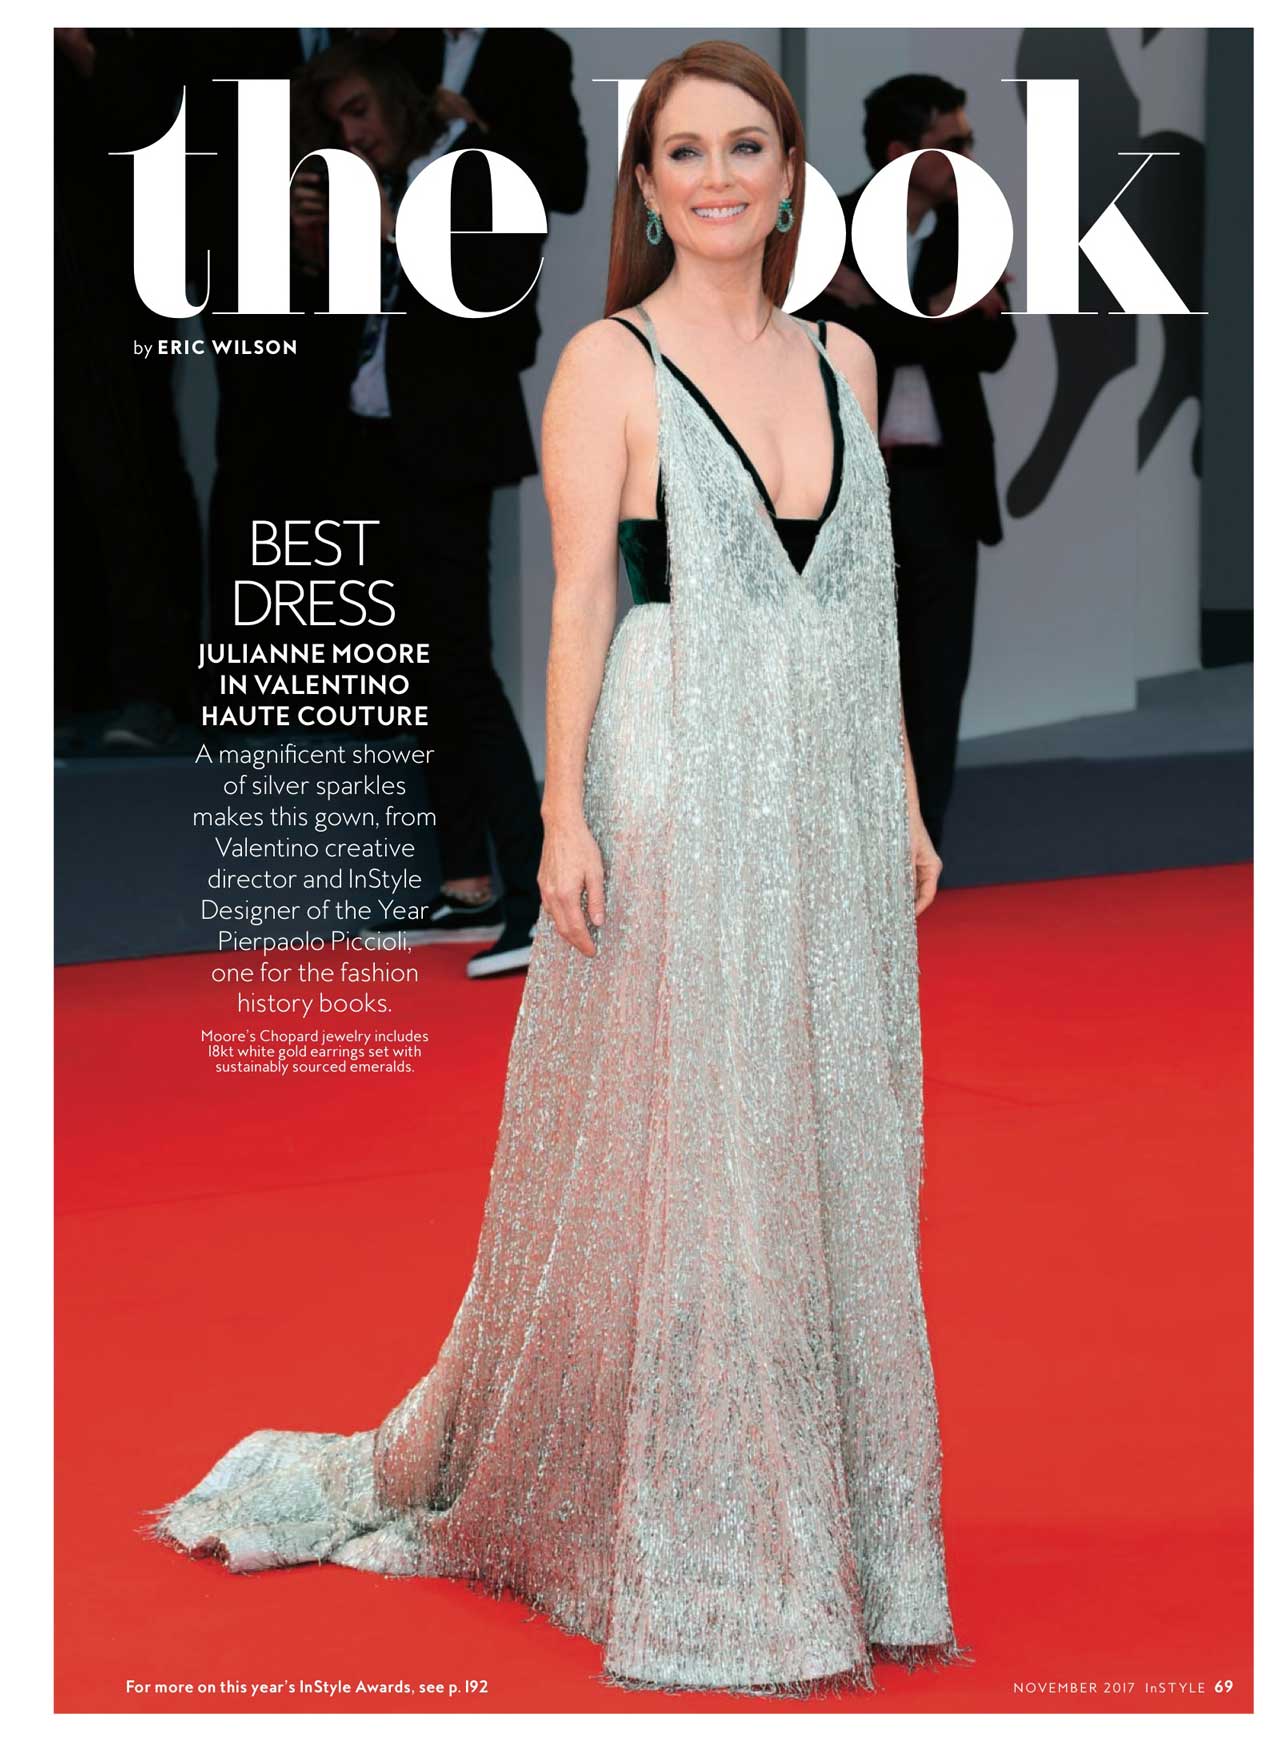 the look
by ERIC WILSON
BEST
DRESS
JULIANNE MOORE
IN VALENTINO
HAUTE COUTURE
A magnificent shower
of silver sparkles
makes this gown, from
Valentino creative
director and InStyle
Designer of the Year
Pierpaolo Piccioli,
one for the fashion
history books.
Moore's Chopard jewelry includes
18kt white gold earrings set with
sustainably sourced emeralds.
For more on this year's InStyle Awards, see p. 192
NOVEMBER 2017 InSTYLE 69